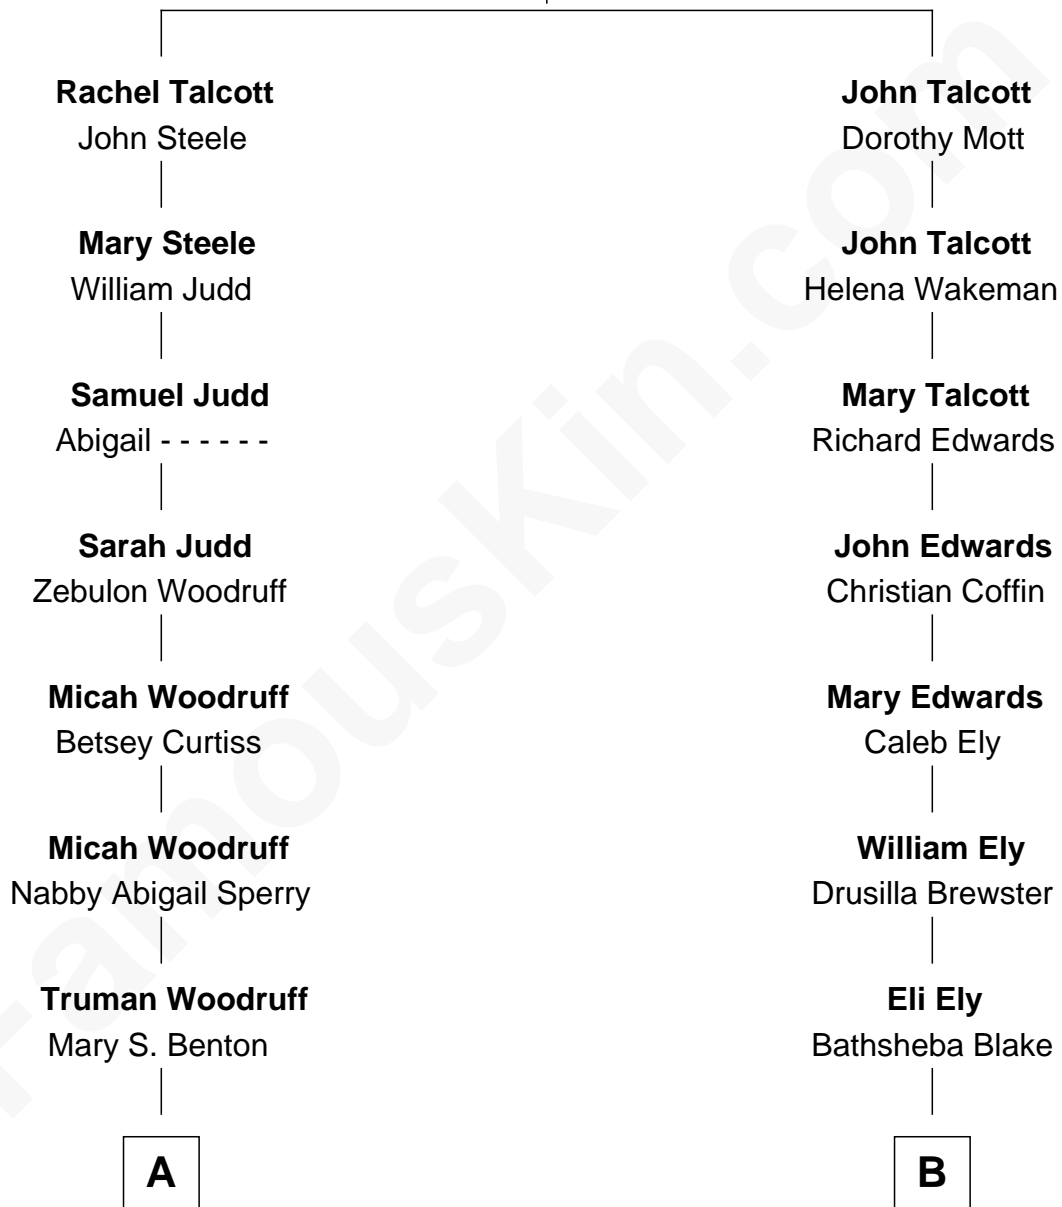 Rachel Talcott
John Steele
Mary Steele
William Judd
Samuel Judd
Abigail - - - - - -
Sarah Judd
Zebulon Woodruff
Micah Woodruff
Betsey Curtiss
Micah Woodruff
Nabby Abigail Sperry
Truman Woodruff
Mary S. Benton
A
John Talcott
Dorothy Mott
John Talcott
Helena Wakeman
Mary Talcott
Richard Edwards
John Edwards
Christian Coffin
Mary Edwards
Caleb Ely
William Ely
Drusilla Brewster
Eli Ely
Bathsheba Blake
B
FamousKin.com